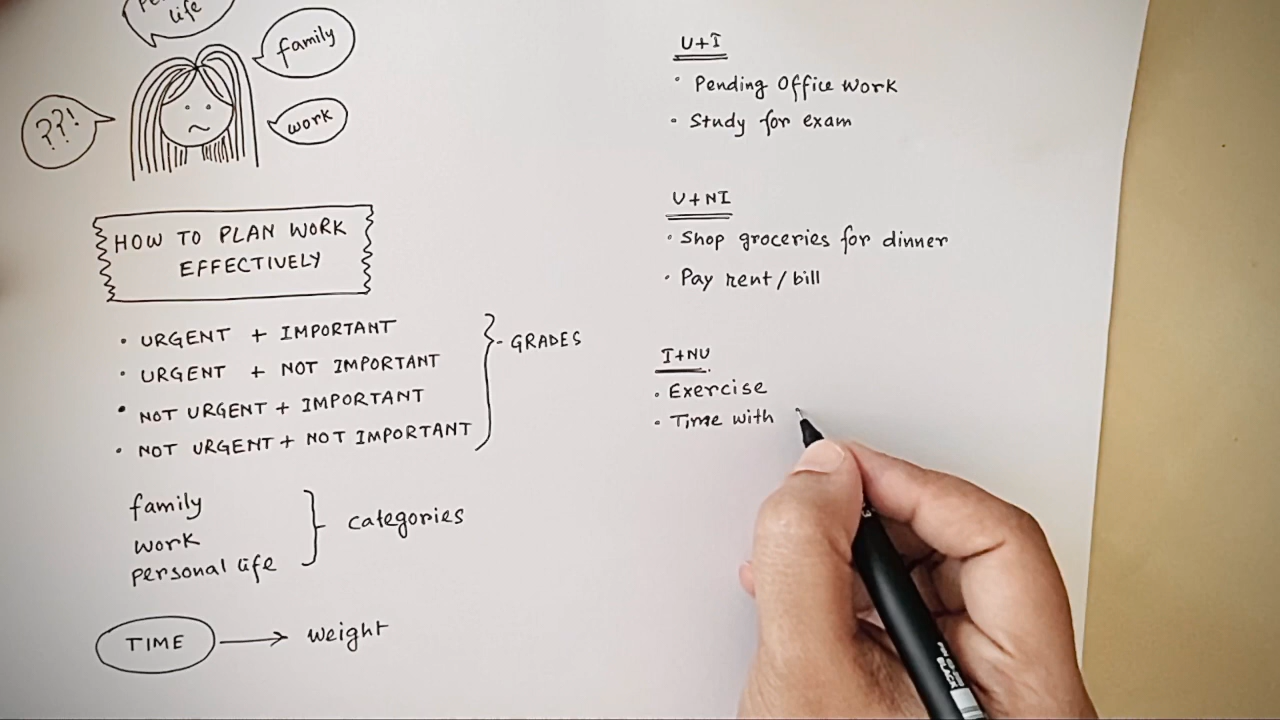 life
family
??!
work
HOW TO PLAN WORK
EFFECTIVELY
• URGENT + IMPORTANT
• URGENT + NOT IMPORTANT
• NOT URGENT + IMPORTANT
• NOT URGENT + NOT IMPORTANT
- GRADES
family
work
personal life
categories
TIME → weight
U+I
• Pending Office work
• Study for exam
U+NI
• Shop groceries for dinner
• Pay rent/bill
I+NU
• Exercise
• Time with
BLACK